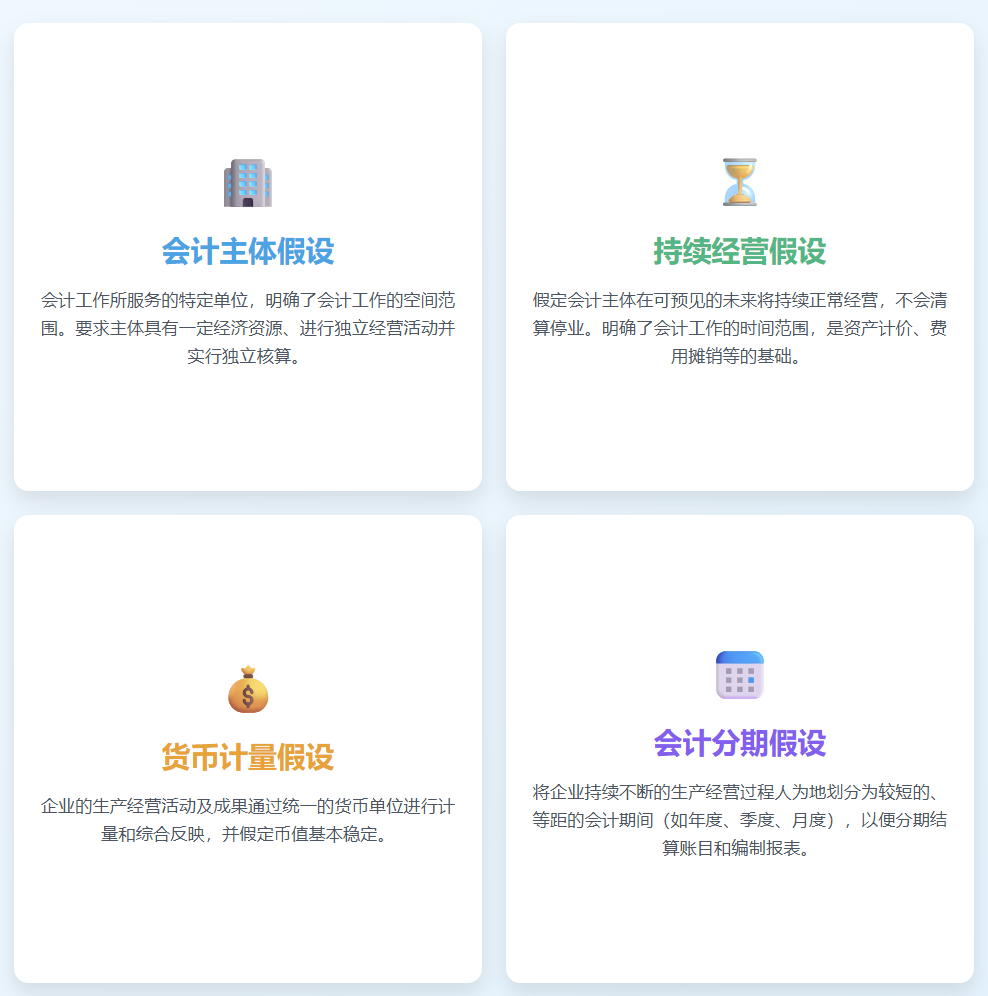 会计主体假设
会计工作所服务的特定单位，明确了会计工作的空间范
围。要求主体具有一定经济资源、进行独立经营活动并
实行独立核算。
持续经营假设
假定会计主体在可预见的未来将持续正常经营，不会清
算停业。明确了会计工作的时间范围，是资产计价、费
用摊销等的基础。
货币计量假设
企业的生产经营活动及成果通过统一的货币单位进行计
量和综合反映，并假定币值基本稳定。
会计分期假设
将企业持续不断的生产经营过程人为地划分为较短的、
等距的会计期间（如年度、季度、月度），以便分期结
算账目和编制报表。